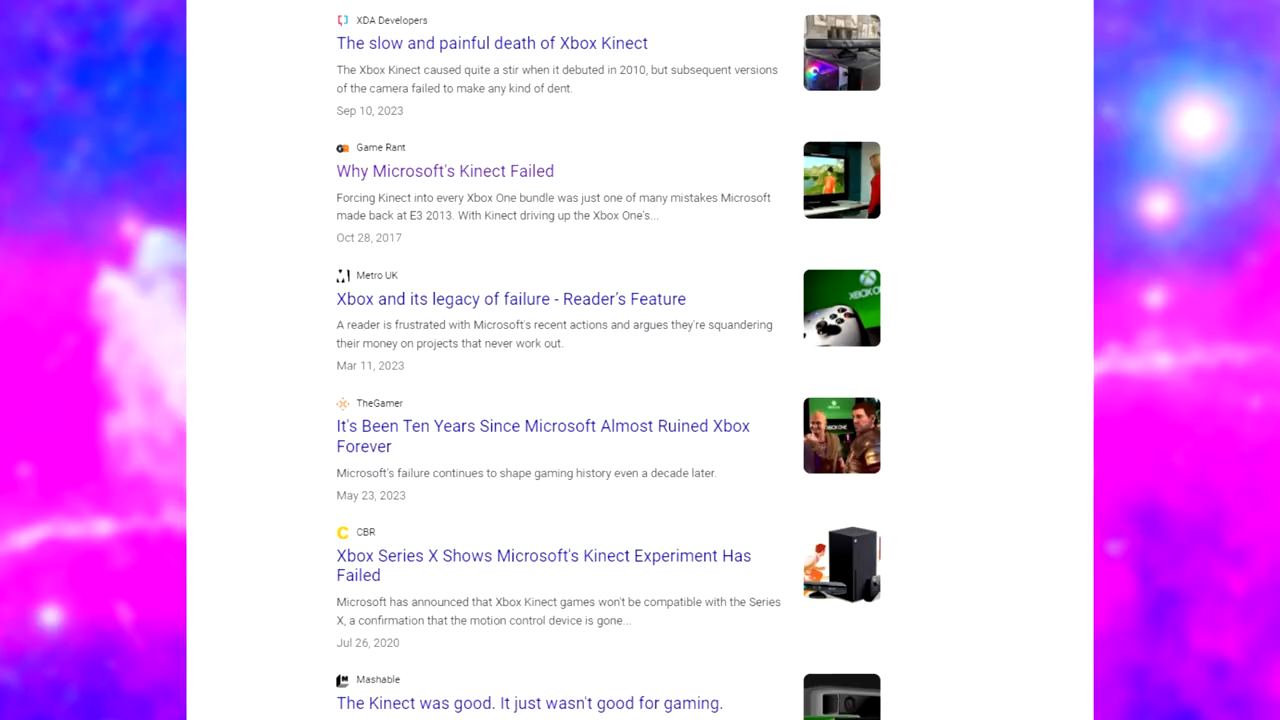 XDA Developers
The slow and painful death of Xbox Kinect
The Xbox Kinect caused quite a stir when it debuted in 2010, but subsequent versions
of the camera failed to make any kind of dent.
Sep 10, 2023
Game Rant
Why Microsoft's Kinect Failed
Forcing Kinect into every Xbox One bundle was just one of many mistakes Microsoft
made back at E3 2013. With Kinect driving up the Xbox One's...
Oct 28, 2017
Metro UK
Xbox and its legacy of failure - Reader's Feature
A reader is frustrated with Microsoft's recent actions and argues they're squandering
their money on projects that never work out.
Mar 11, 2023
TheGamer
It's Been Ten Years Since Microsoft Almost Ruined Xbox
Forever
Microsoft's failure continues to shape gaming history even a decade later.
May 23, 2023
CBR
Xbox Series X Shows Microsoft's Kinect Experiment Has
Failed
Microsoft has announced that Xbox Kinect games won't be compatible with the Series
X, a confirmation that the motion control device is gone...
Jul 26, 2020
Mashable
The Kinect was good. It just wasn't good for gaming.